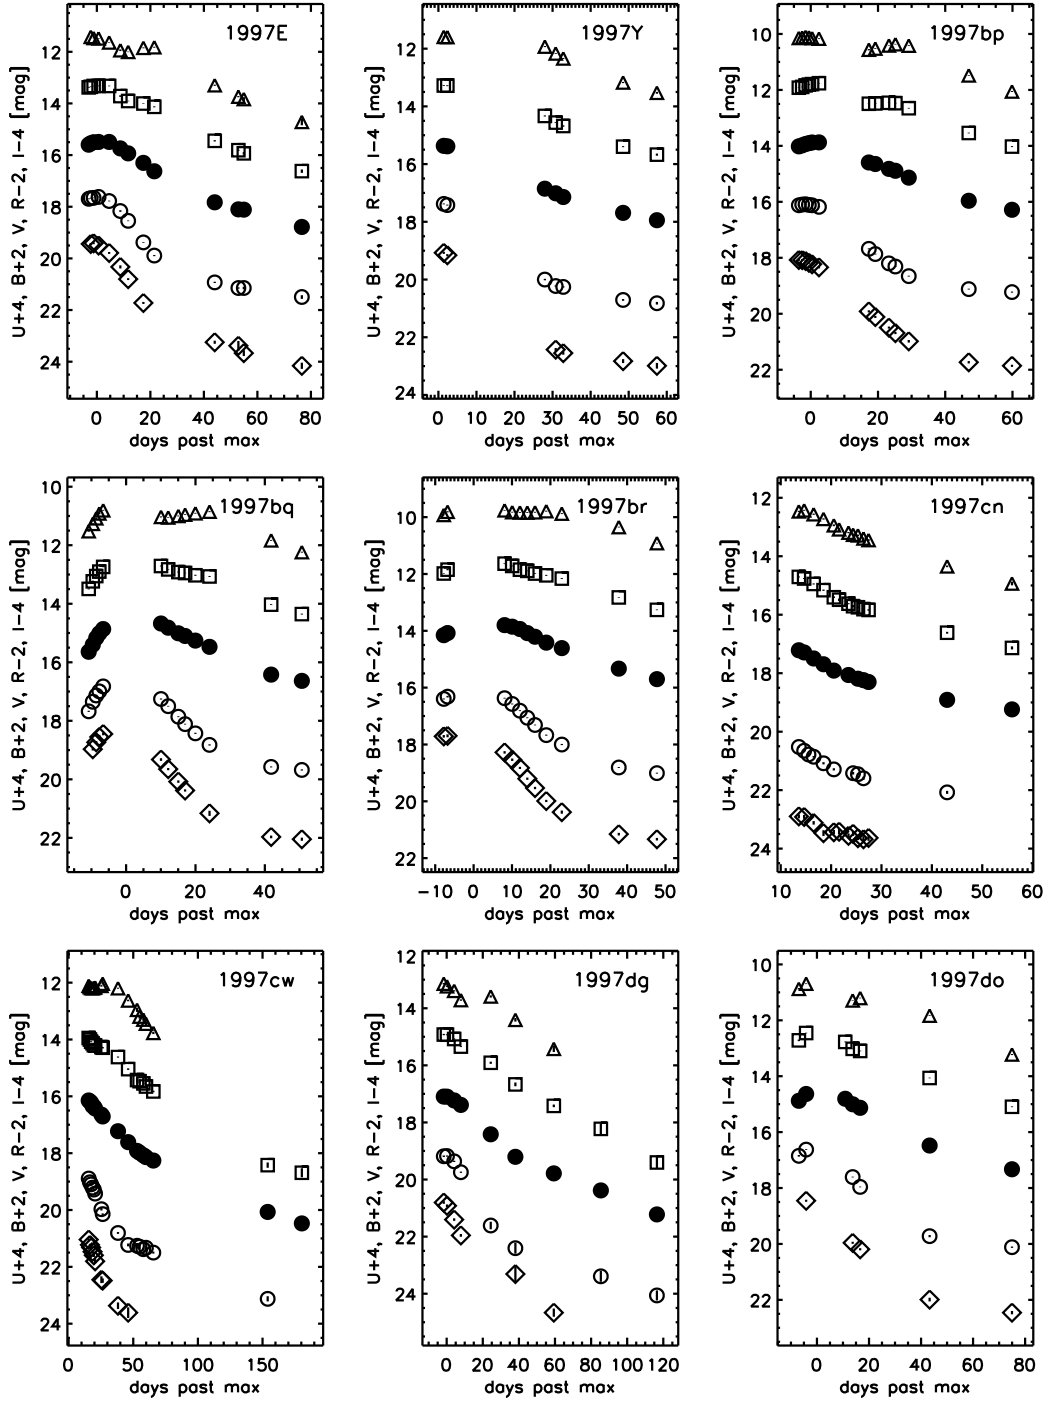 1997E
12
14
16
18
20
22
24
0 20 40 60 80
days past max
U+4, B+2, V, R−2, I−4 [mag]
1997Y
12
14
16
18
20
22
24
0 10 20 30 40 50 60
days past max
U+4, B+2, V, R−2, I−4 [mag]
1997bp
10
12
14
16
18
20
22
0 20 40 60
days past max
U+4, B+2, V, R−2, I−4 [mag]
1997bq
10
12
14
16
18
20
22
0 20 40
days past max
U+4, B+2, V, R−2, I−4 [mag]
1997br
10
12
14
16
18
20
22
−10 0 10 20 30 40 50
days past max
U+4, B+2, V, R−2, I−4 [mag]
1997cn
12
14
16
18
20
22
24
10 20 30 40 50 60
days past max
U+4, B+2, V, R−2, I−4 [mag]
1997cw
12
14
16
18
20
22
24
0 50 100 150
days past max
U+4, B+2, V, R−2, I−4 [mag]
1997dg
12
14
16
18
20
22
24
0 20 40 60 80 100 120
days past max
U+4, B+2, V, R−2, I−4 [mag]
1997do
10
12
14
16
18
20
22
0 20 40 60 80
days past max
U+4, B+2, V, R−2, I−4 [mag]